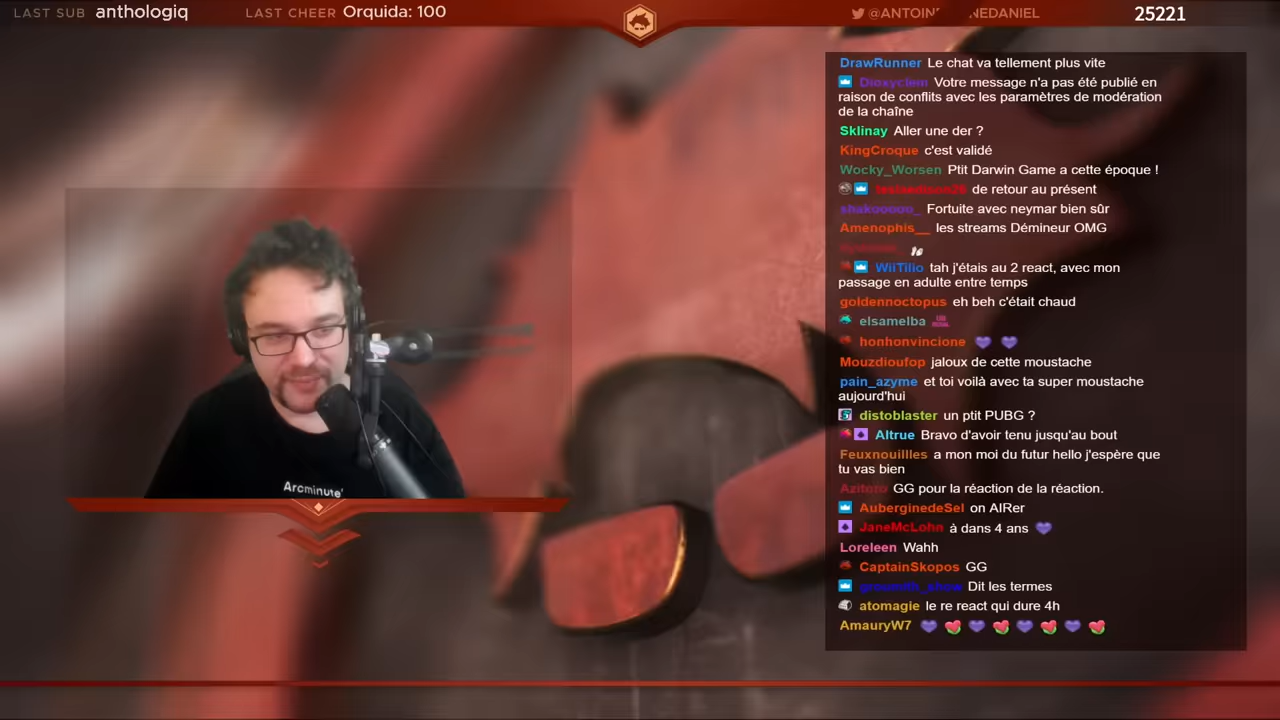 LAST SUB anthologiq LAST CHEER Orquida: 100 @ANTOIN NEDANIEL 25221
DrawRunner Le chat va tellement plus vite
Dioxyclem Votre message n'a pas été publié en
raison de conflits avec les paramètres de modération
de la chaîne
Sklinay Aller une der ?
KingCroque c'est validé
Wocky_Worsen Ptit Darwin Game a cette époque !
teslaedison26 de retour au présent
shakooooo_ Fortuite avec neymar bien sûr
Amenophis__ les streams Démineur OMG
WiiTilio tah j'étais au 2 react, avec mon
passage en adulte entre temps
goldennoctopus eh beh c'était chaud
elsamelba
honhonvincione
Mouzdioufop jaloux de cette moustache
pain_azyme et toi voilà avec ta super moustache
aujourd'hui
distoblaster un ptit PUBG ?
Altrue Bravo d'avoir tenu jusqu'au bout
Feuxnouillles a mon moi du futur hello j'espère que
tu vas bien
Azitoto GG pour la réaction de la réaction.
AuberginedeSel on AIRer
JaneMcLohn à dans 4 ans
Loreleen Wahh
CaptainSkopos GG
Dit les termes
atomagie le re react qui dure 4h
AmauryW7
Arcminute'